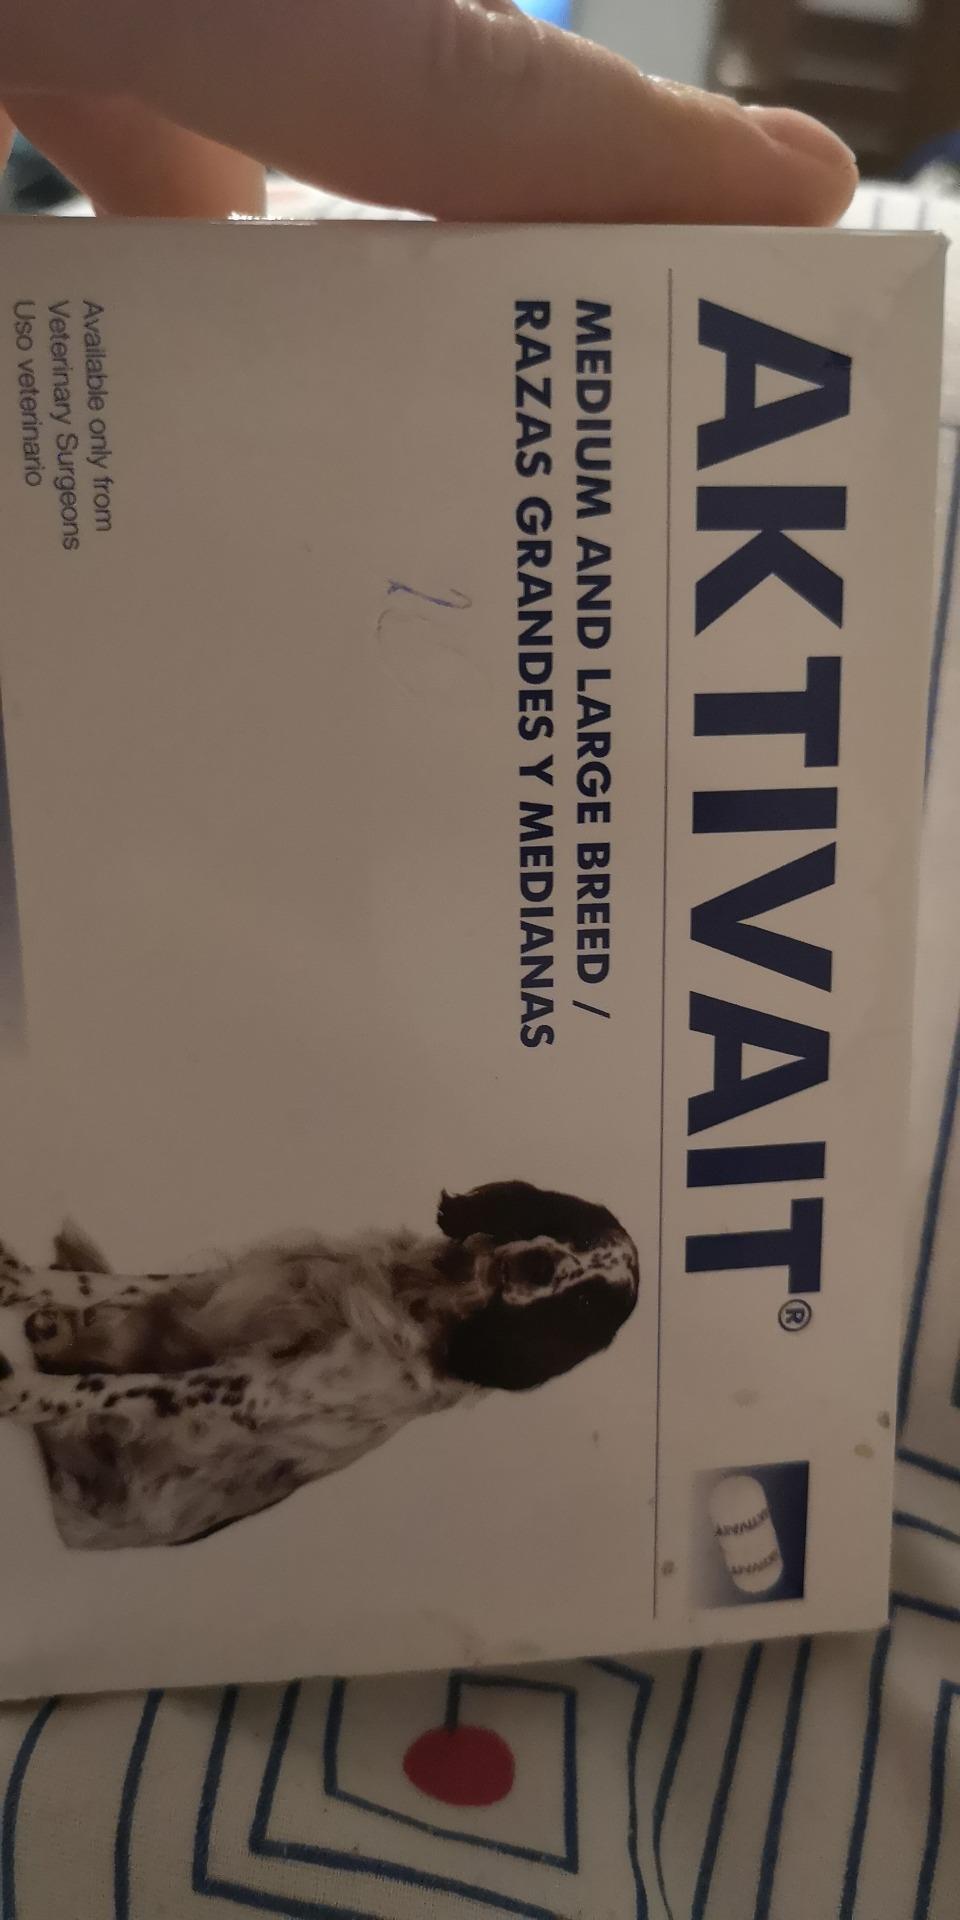 AKTIVAIT®
MEDIUM AND LARGE BREED /
RAZAS GRANDES Y MEDIANAS
Available only from
Veterinary Surgeons
Uso veterinario